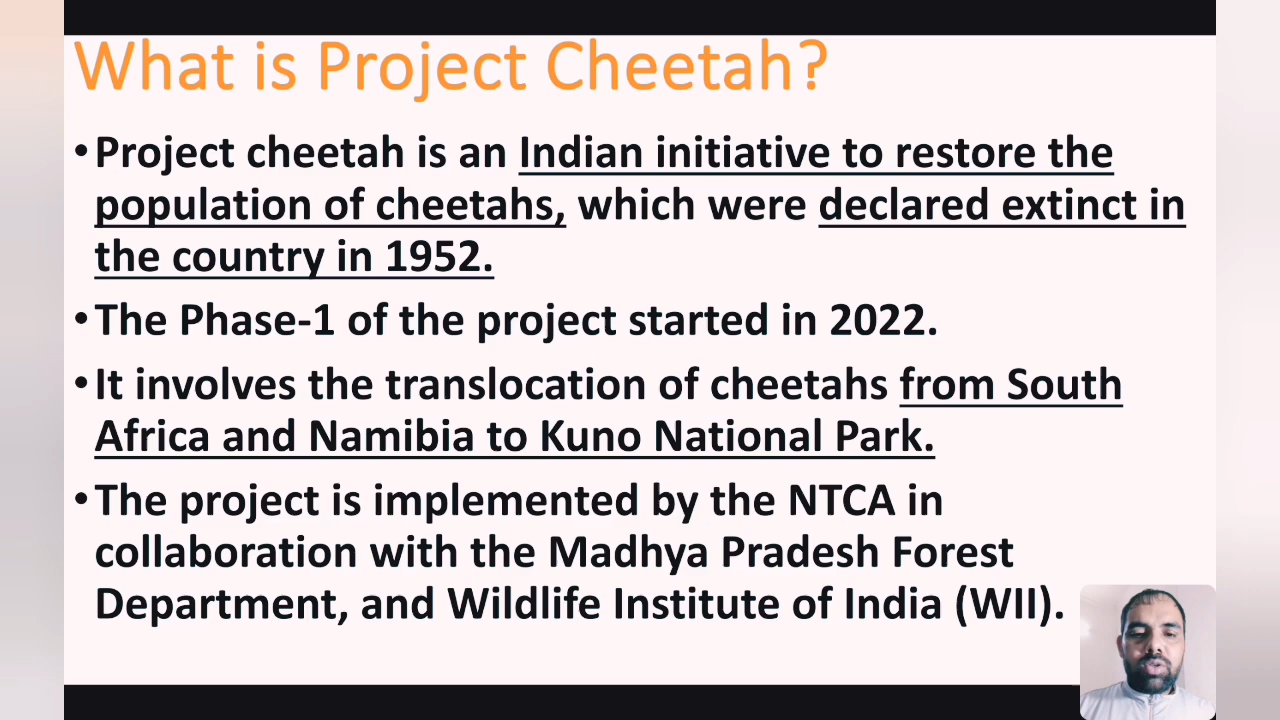 What is Project Cheetah?
•Project cheetah is an Indian initiative to restore the
population of cheetahs, which were declared extinct in
the country in 1952.
•The Phase-1 of the project started in 2022.
•It involves the translocation of cheetahs from South
Africa and Namibia to Kuno National Park.
•The project is implemented by the NTCA in
collaboration with the Madhya Pradesh Forest
Department, and Wildlife Institute of India (WII).